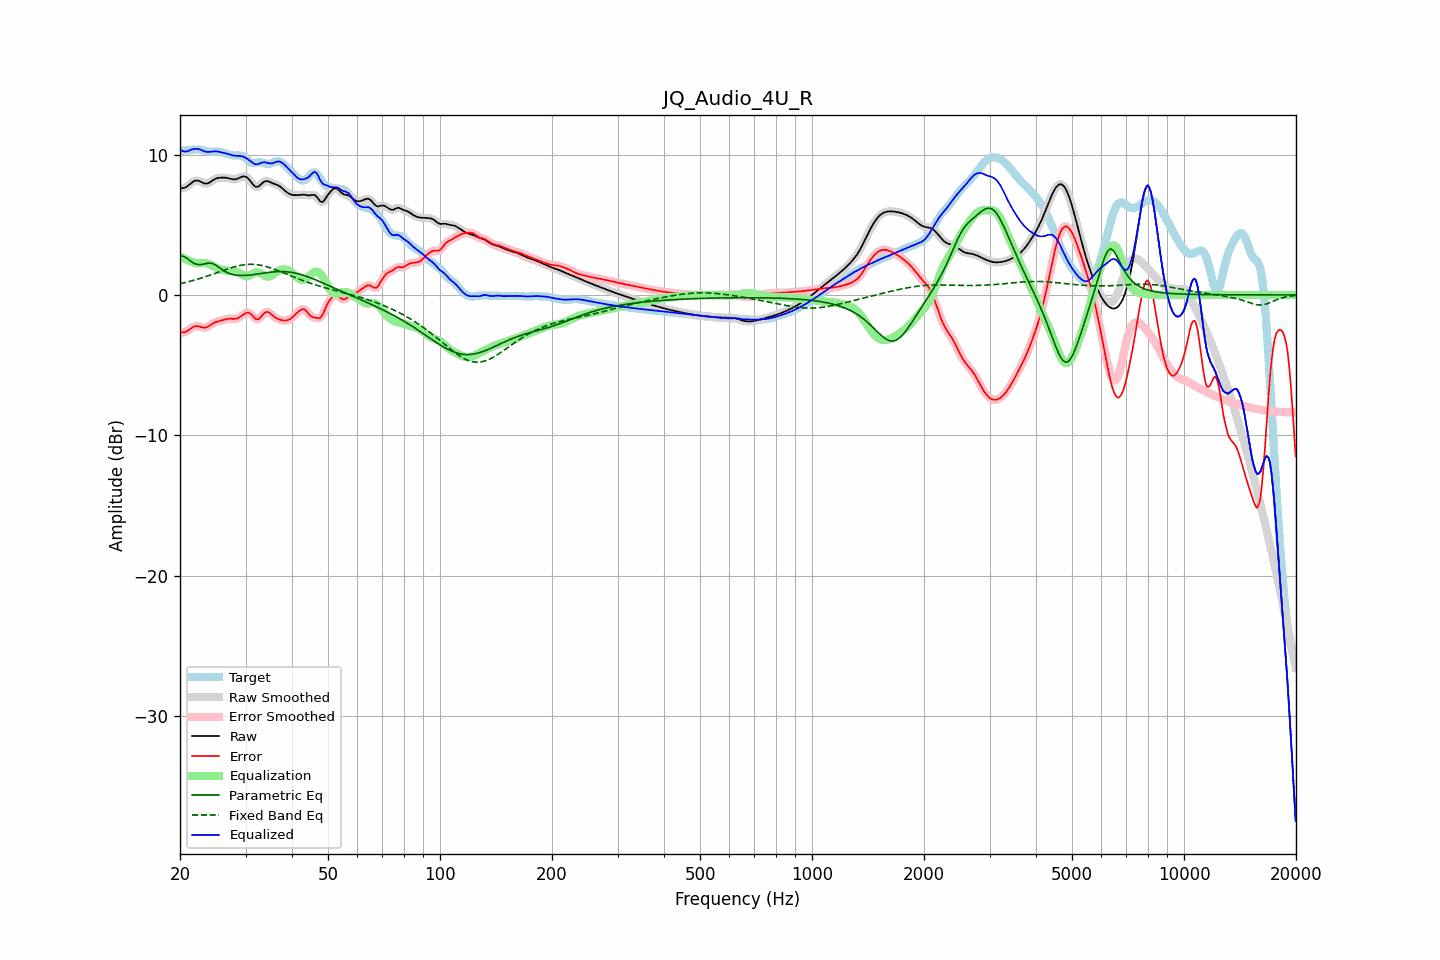 JQ_Audio_4U_R
Amplitude (dBr)
10
0
−10
−20
−30
Target
Raw Smoothed
Error Smoothed
Raw
Error
Equalization
Parametric Eq
Fixed Band Eq
Equalized
20 50 100 200 500 1000 2000 5000 10000 20000
Frequency (Hz)